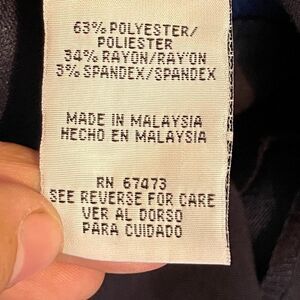 63% POLYESTER/
POLIESTER
34% RAYON/RAY'ON
3% SPANDEX/SPANDEX
MADE IN MALAYSIA
HECHO EN MALAYSIA
RN 67473
SEE REVERSE FOR CARE
VER AL DORSO
PARA CUIDADO